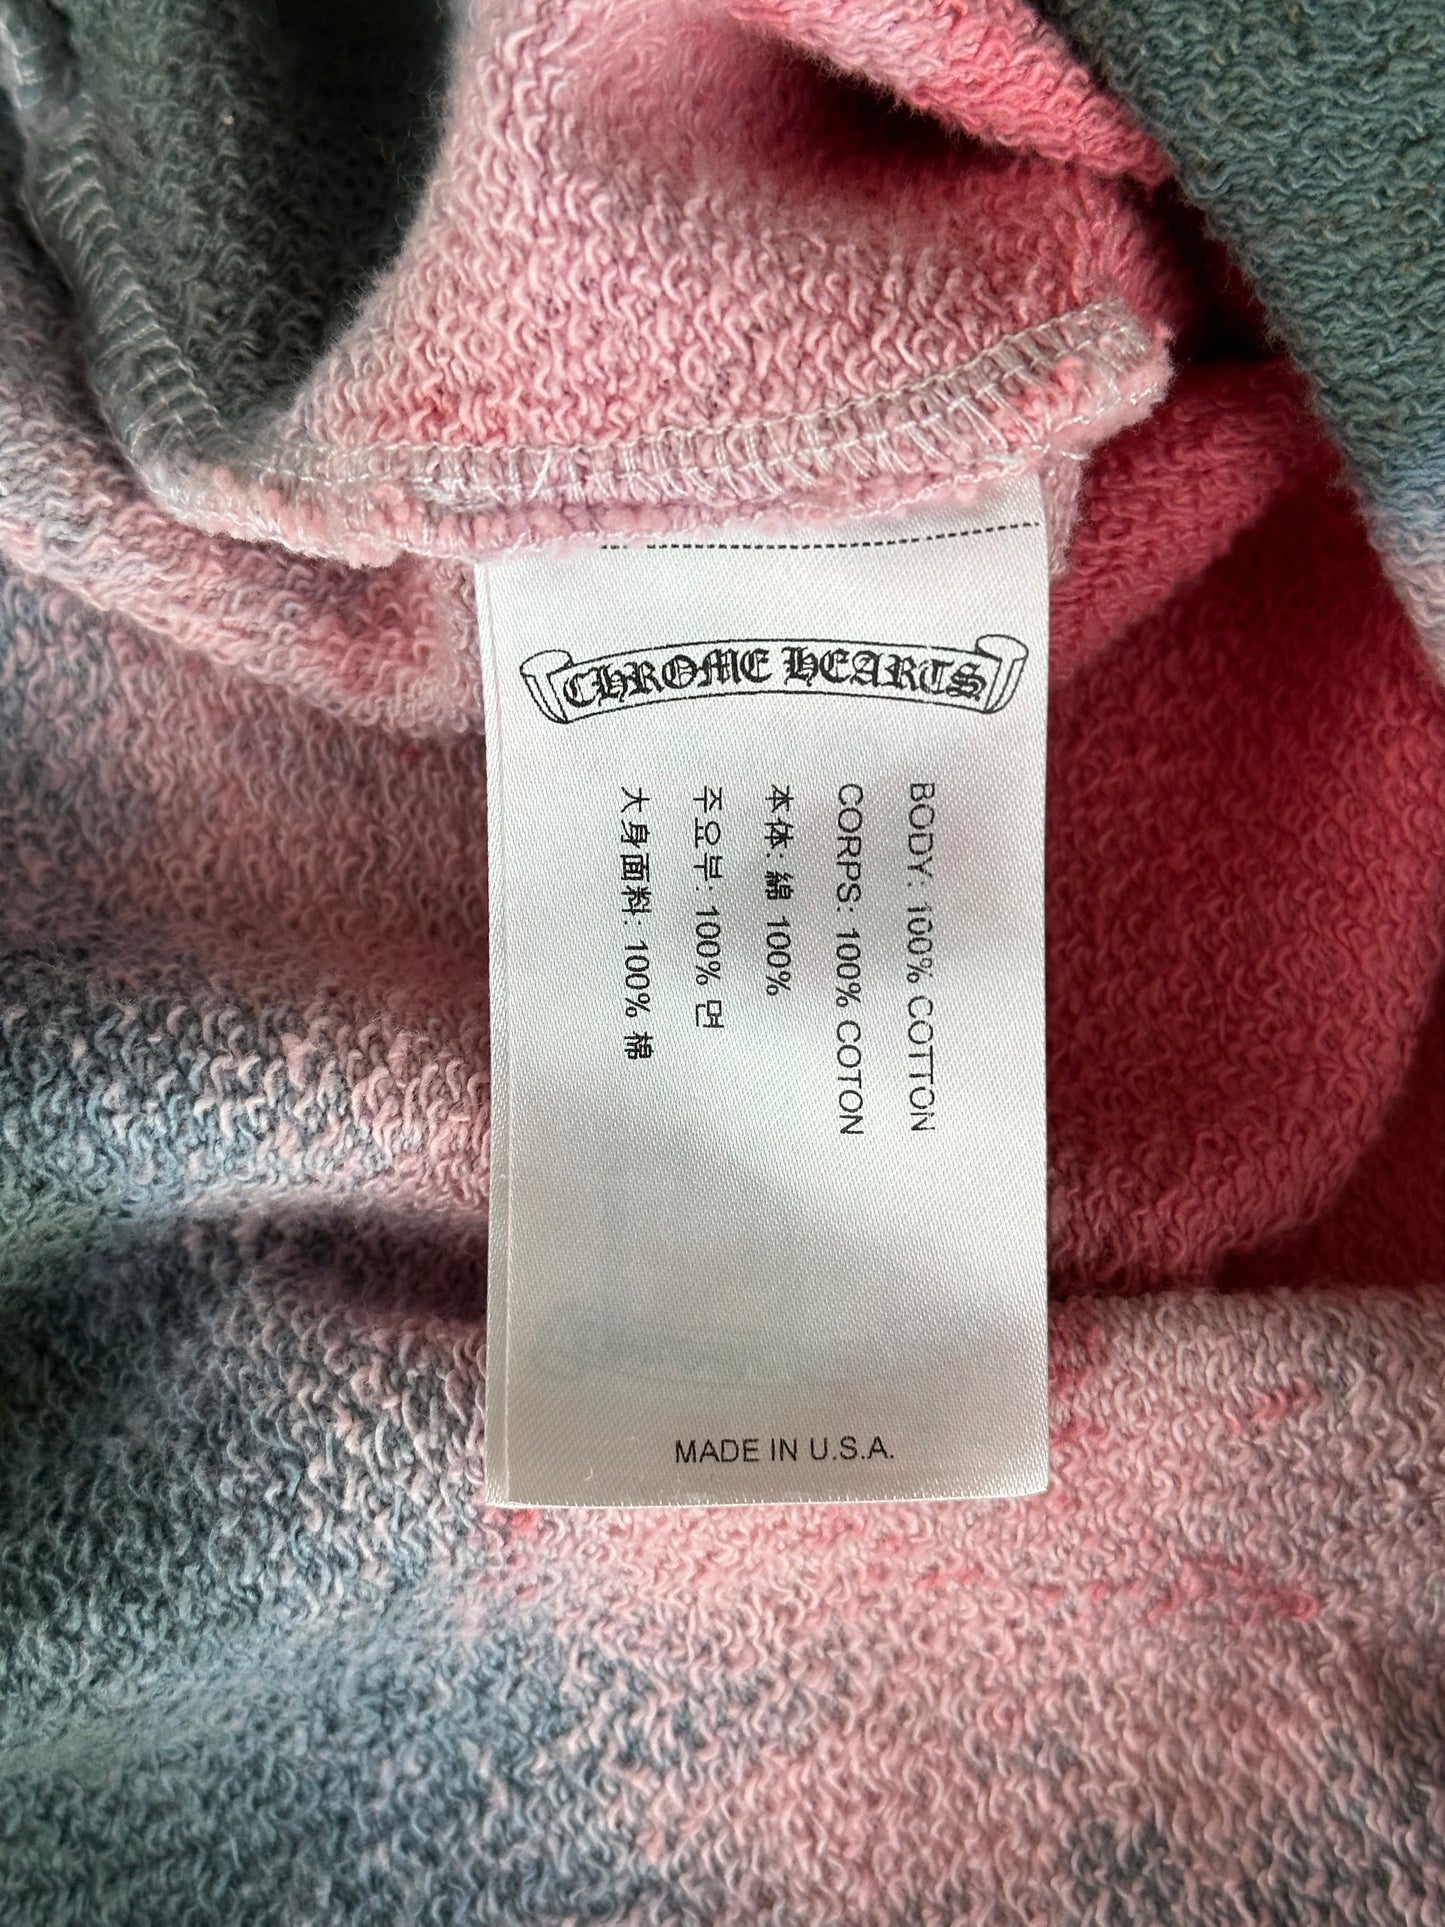 CHROME HEARTS
BODY: 100% COTTON
CORPS: 100% COTON
本体: 綿 100%
주요부: 100% 면
大身面料: 100% 棉
MADE IN U.S.A.